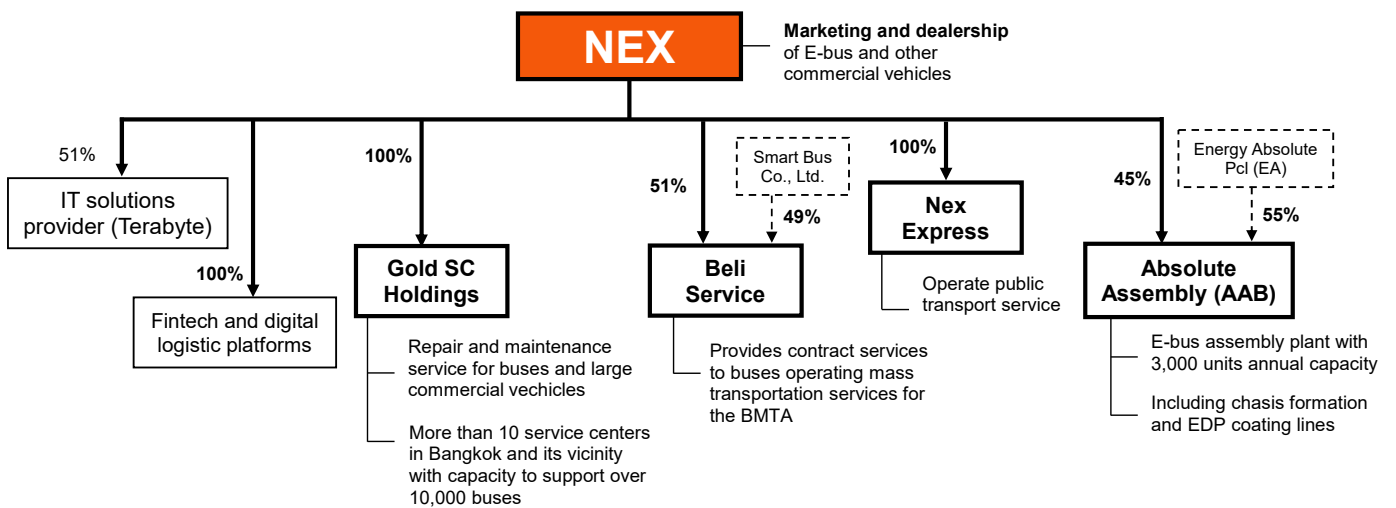 NEX
Marketing and dealership
of E-bus and other
commercial vehicles
51%
IT solutions
provider (Terabyte)
100%
Fintech and digital
logistic platforms
100%
Gold SC
Holdings
Repair and maintenance
service for buses and large
commercial vechicles
More than 10 service centers
in Bangkok and its vicinity
with capacity to support over
10,000 buses
51%
Smart Bus
Co., Ltd.
49%
Beli
Service
Provides contract services
to buses operating mass
transportation services for
the BMTA
100%
Nex
Express
Operate public
transport service
45%
Energy Absolute
Pcl (EA)
55%
Absolute
Assembly (AAB)
E-bus assembly plant with
3,000 units annual capacity
Including chasis formation
and EDP coating lines